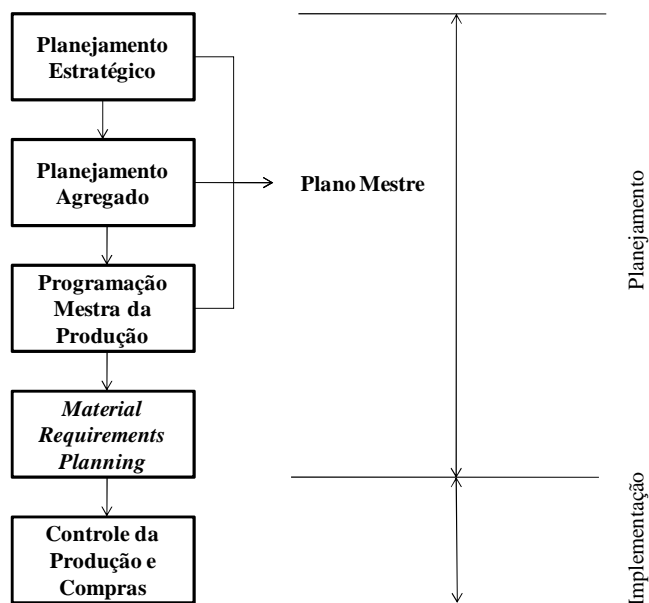 Planejamento
Estratégico
Planejamento
Agregado
Plano Mestre
Programação
Mestra da
Produção
Material
Requirements
Planning
Controle da
Produção e
Compras
Planejamento
Implementação